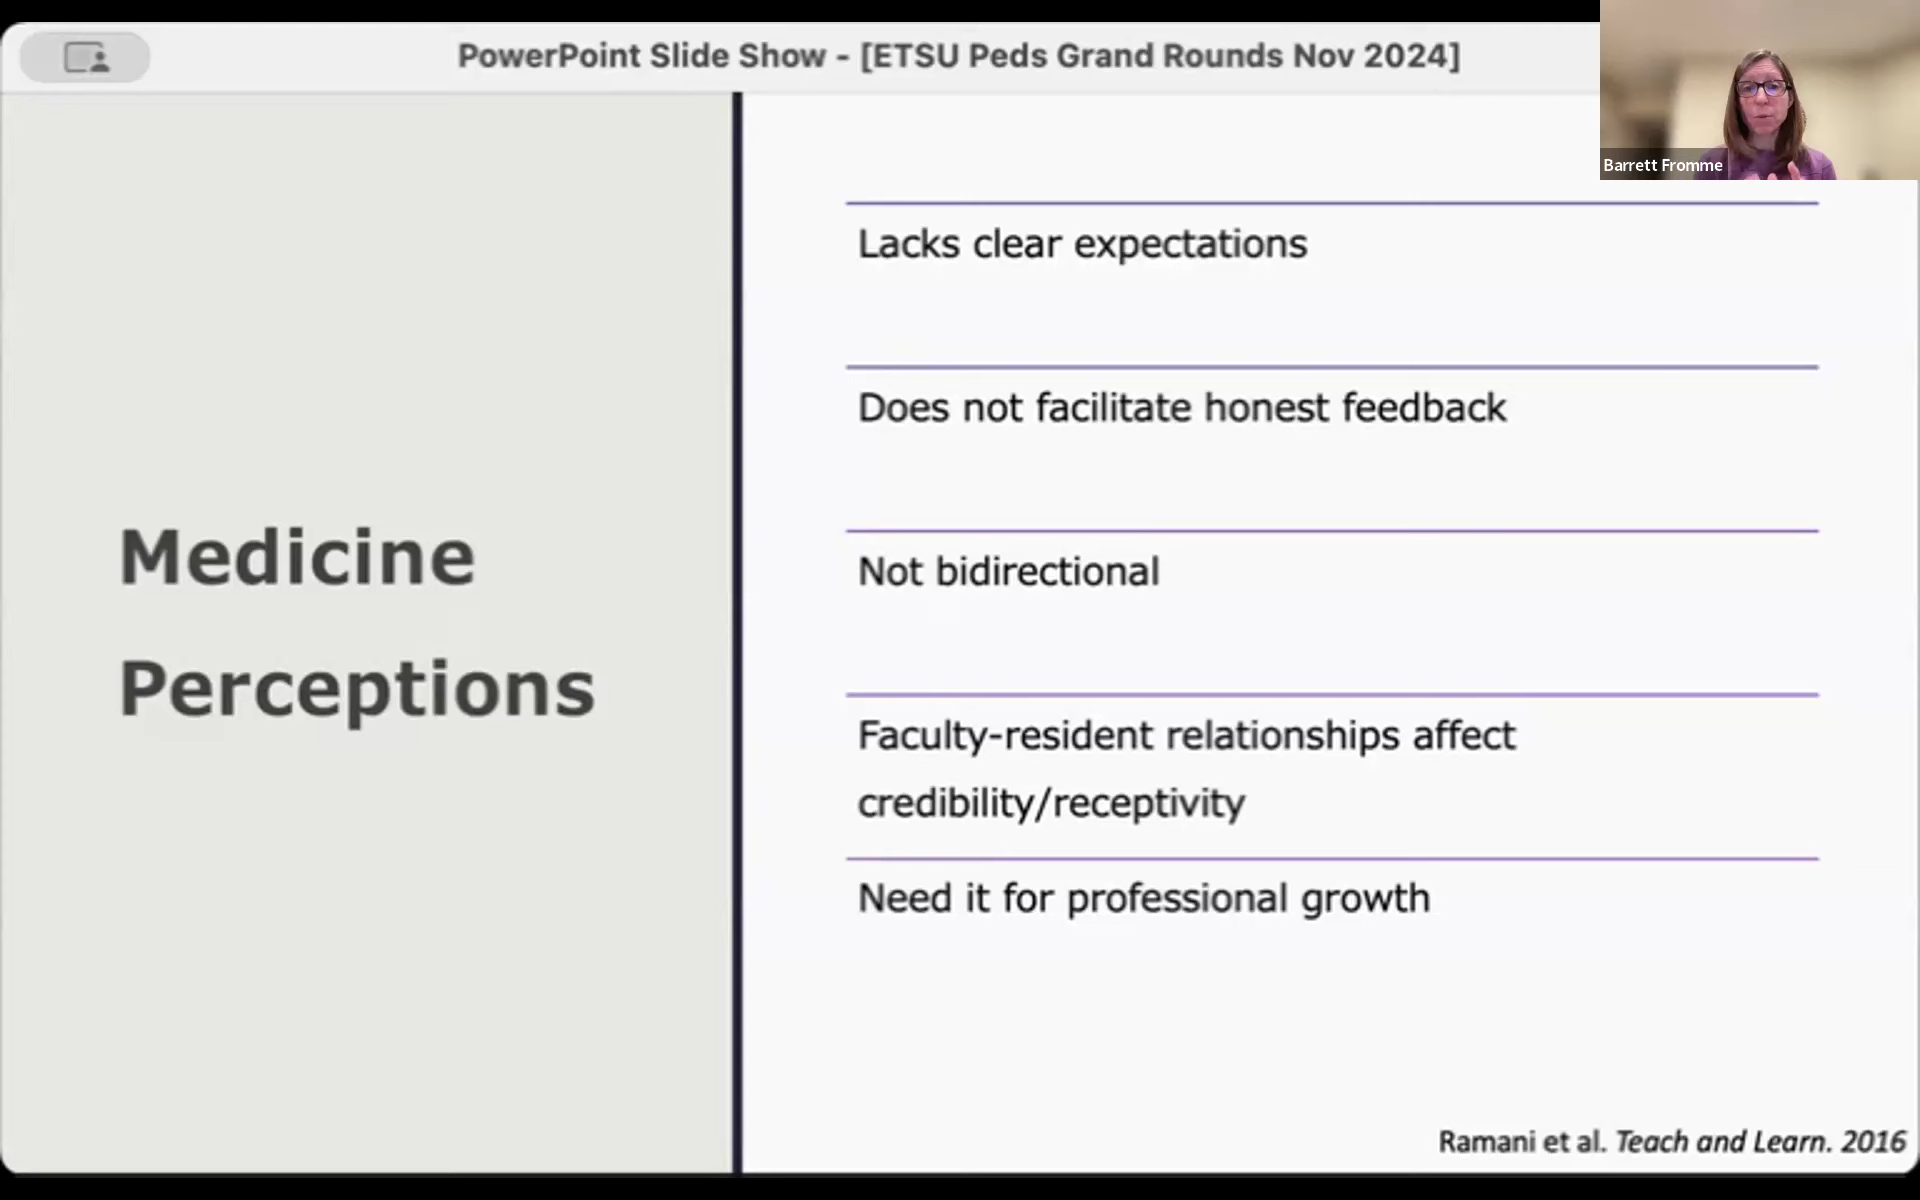 PowerPoint Slide Show - [ETSU Peds Grand Rounds Nov 2024]
Barrett Fromme
Medicine
Perceptions
Lacks clear expectations
Does not facilitate honest feedback
Not bidirectional
Faculty-resident relationships affect
credibility/receptivity
Need it for professional growth
Ramani et al. Teach and Learn. 2016